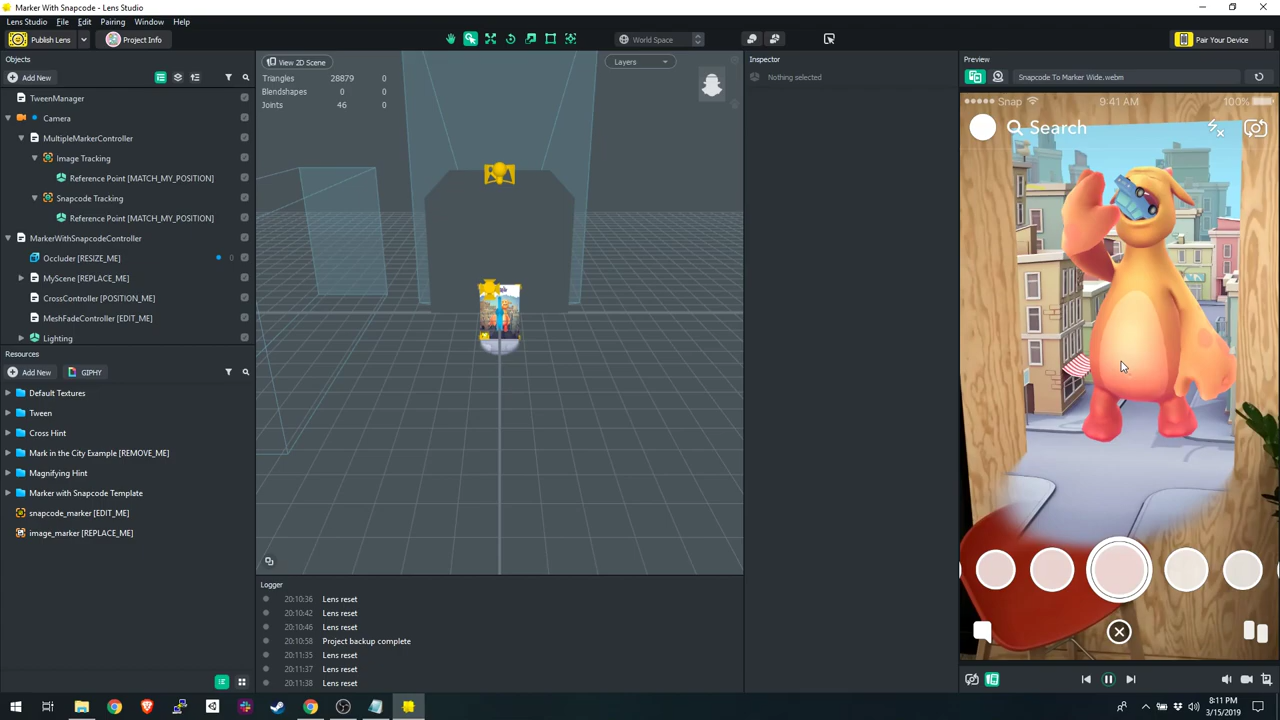 Marker With Snapcode - Lens Studio
Lens Studio File Edit Pairing Window Help
Publish Lens Project Info World Space Pair Your Device
Objects
Add New
TweenManager
Camera
MultipleMarkerController
Image Tracking
Reference Point [MATCH_MY_POSITION]
Snapcode Tracking
Reference Point [MATCH_MY_POSITION]
MarkerWithSnapcodeController
Occluder [RESIZE_ME] 0
MyScene [REPLACE_ME]
CrossController [POSITION_ME]
MeshFadeController [EDIT_ME]
Lighting
Resources
Add New GIPHY
Default Textures
Tween
Cross Hint
Mark in the City Example [REMOVE_ME]
Magnifying Hint
Marker with Snapcode Template
snapcode_marker [EDIT_ME]
image_marker [REPLACE_ME]
View 2D Scene Layers
Triangles 28879 0
Blendshapes 0 0
Joints 46 0
Logger
20:10:36 Lens reset
20:10:42 Lens reset
20:10:46 Lens reset
20:10:58 Project backup complete
20:11:35 Lens reset
20:11:37 Lens reset
20:11:38 Lens reset
Inspector
Nothing selected
Preview
Snapcode To Marker Wide.webm
Snap 9:41 AM 100%
Search
8:11 PM
3/15/2019